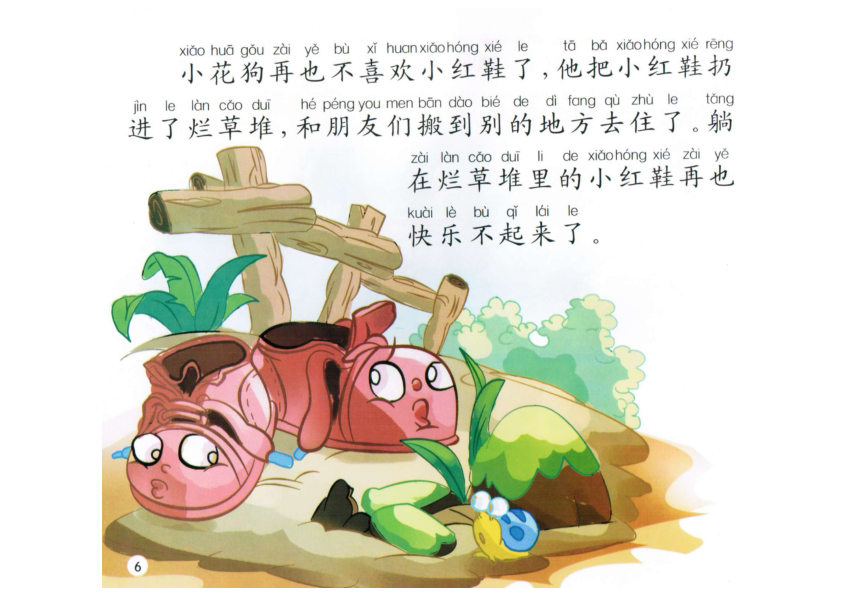 xiǎo huā gǒu zài yě bù xǐ huan xiǎo hóng xié le tā bǎ xiǎo hóng xié rēng
小花狗再也不喜欢小红鞋了，他把小红鞋扔
jìn le làn cǎo duī hé péng you men bān dào bié de dì fang qù zhù le tǎng
进了烂草堆，和朋友们搬到别的地方去住了。躺
zài làn cǎo duī li de xiǎo hóng xié zài yě
在烂草堆里的小红鞋再也
kuài lè bù qǐ lái le
快乐不起来了。
6